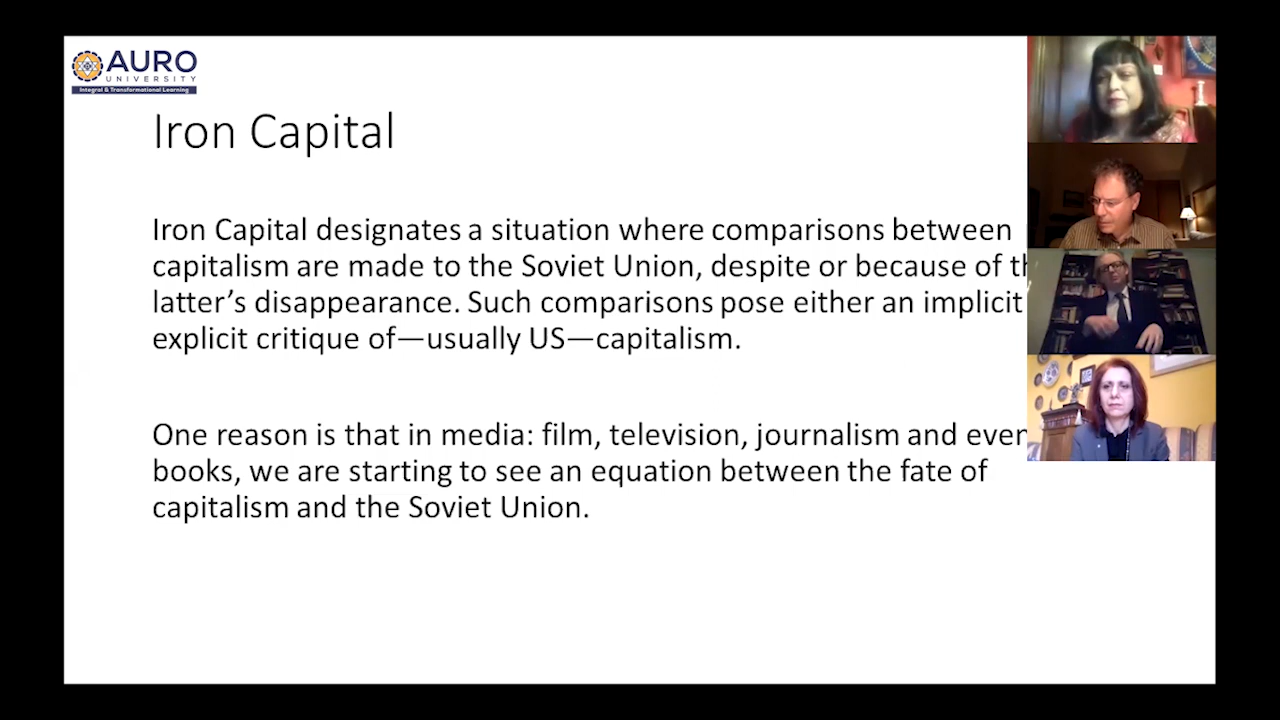 AURO
UNIVERSITY
Integral & Transformational Learning
Iron Capital
Iron Capital designates a situation where comparisons between
capitalism are made to the Soviet Union, despite or because of
latter’s disappearance. Such comparisons pose either an implicit
explicit critique of—usually US—capitalism.
One reason is that in media: film, television, journalism and even
books, we are starting to see an equation between the fate of
capitalism and the Soviet Union.